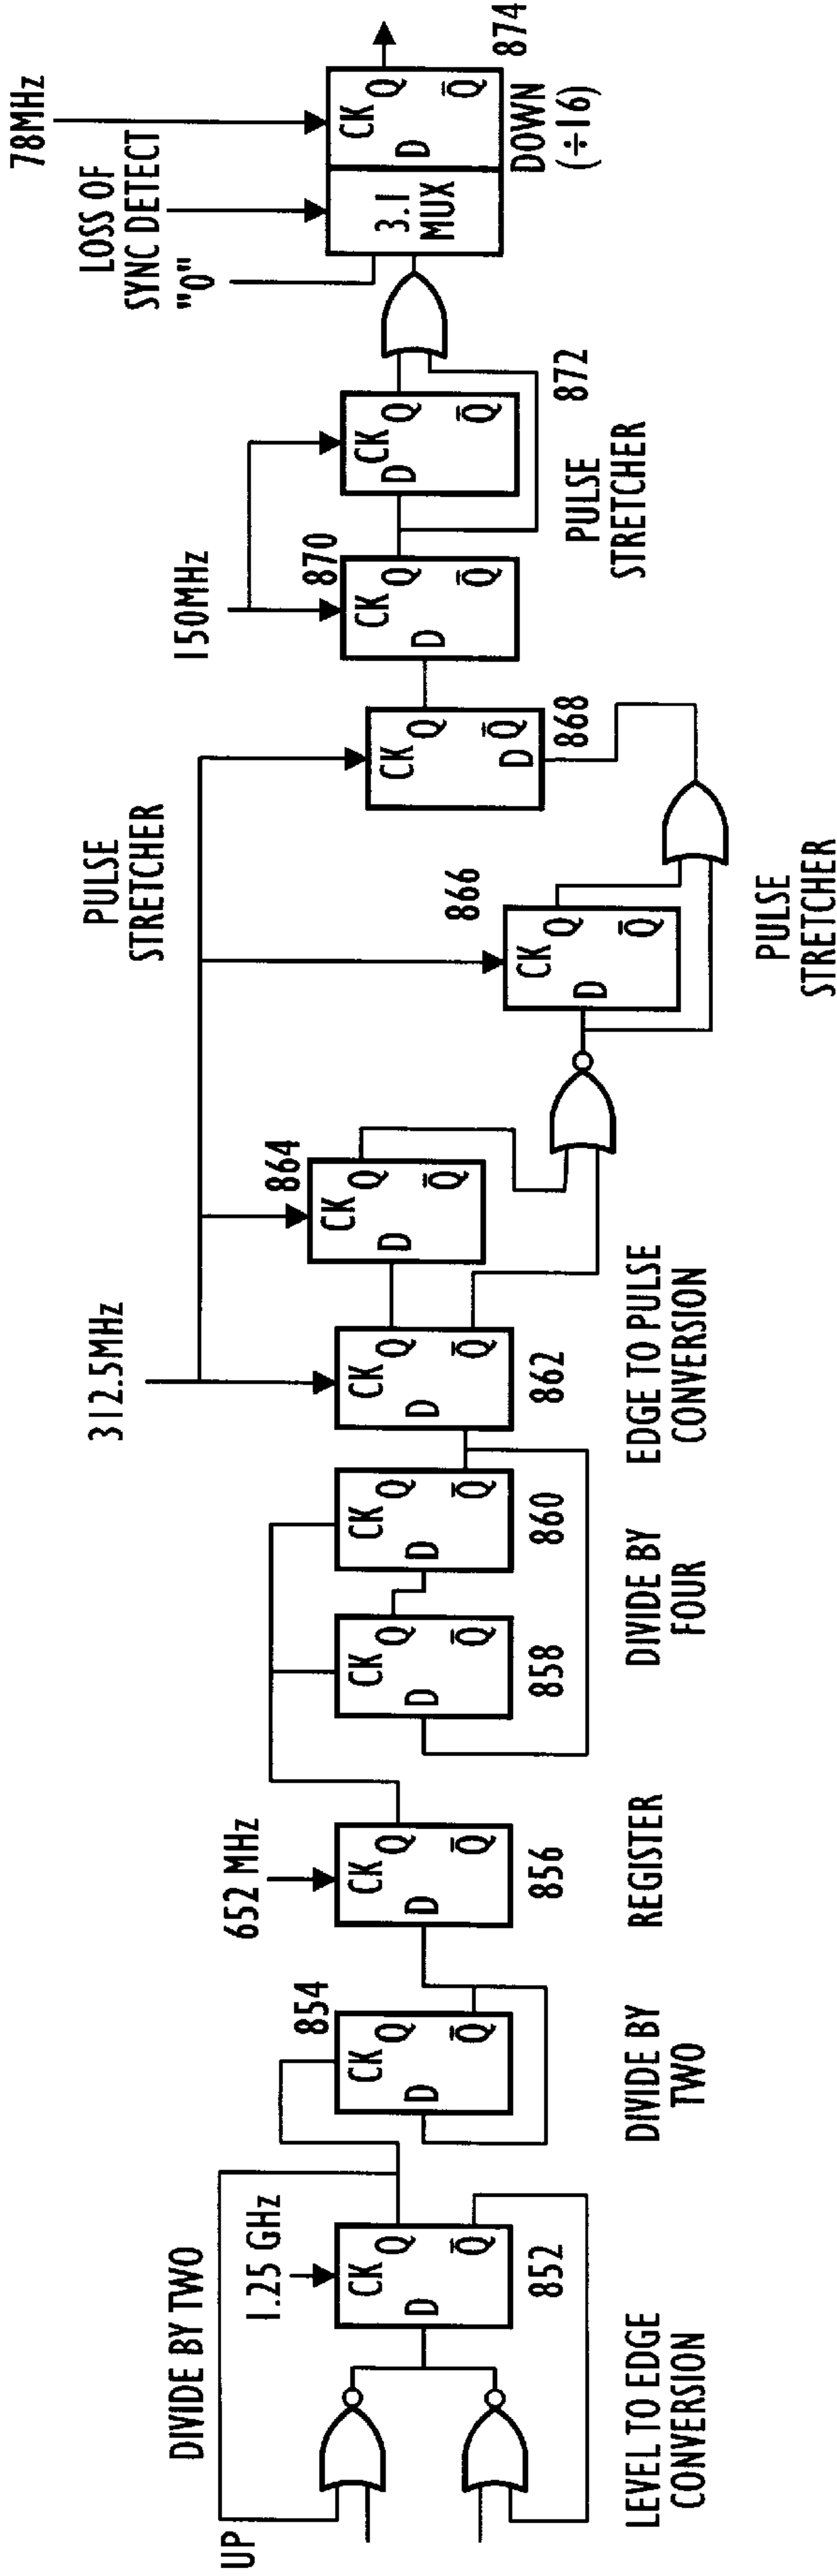 UP
DIVIDE BY TWO
1.25 GHz
CK
Q
D
Q̅
852
LEVEL TO EDGE
CONVERSION
854
CK
Q
D
Q̅
DIVIDE BY
TWO
652 MHz
CK
Q
D
Q̅
856
REGISTER
CK
Q
D
Q̅
858
CK
Q
D
Q̅
860
DIVIDE BY
FOUR
312.5MHz
CK
Q
D
Q̅
862
EDGE TO PULSE
CONVERSION
864
CK
Q
D
Q̅
PULSE
STRETCHER
866
CK
Q
D
Q̅
PULSE
STRETCHER
CK
Q
Q̅
D
868
150MHz
870
CK
Q
D
Q̅
CK
Q
D
Q̅
872
PULSE
STRETCHER
78MHz
LOSS OF
SYNC DETECT
"0"
3.1
MUX
CK
Q
D
Q̅
874
DOWN
(÷16)